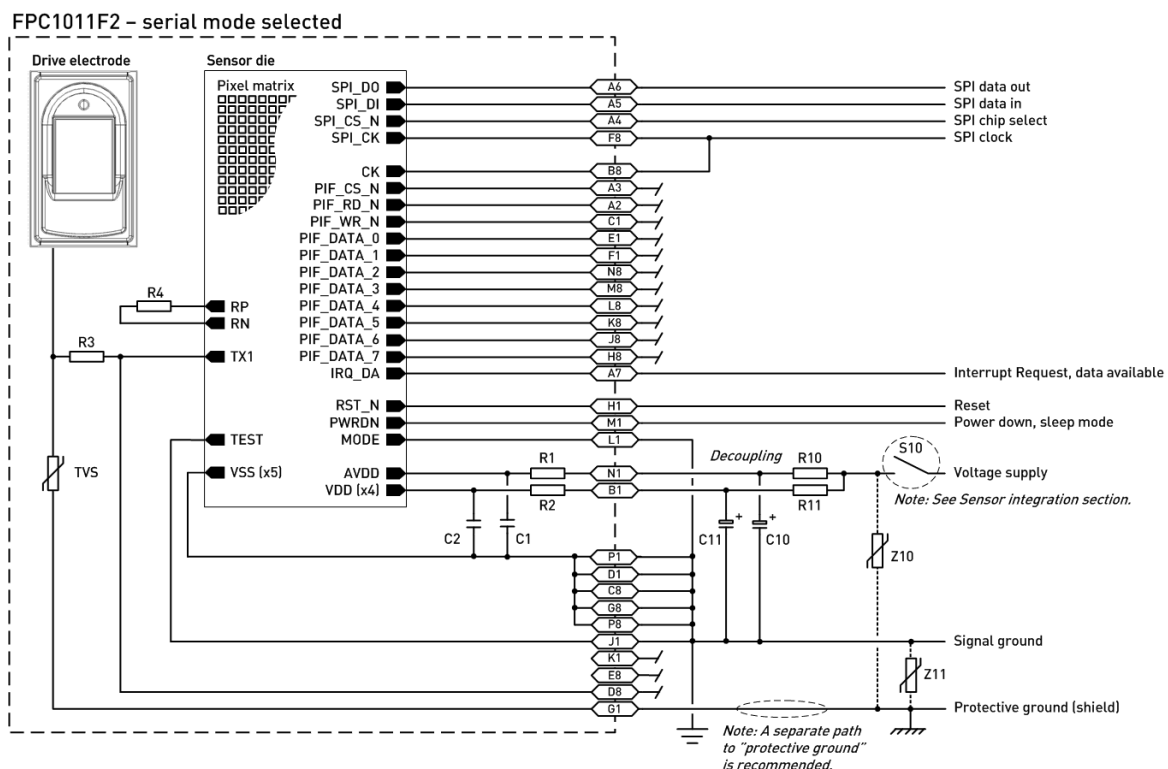 FPC1011F2 – serial mode selected
Drive electrode
Sensor die
Pixel matrix
SPI_DO A6 SPI data out
SPI_DI A5 SPI data in
SPI_CS_N A4 SPI chip select
SPI_CK F8 SPI clock
CK B8
PIF_CS_N A3
PIF_RD_N A2
PIF_WR_N C1
PIF_DATA_0 E1
PIF_DATA_1 F1
PIF_DATA_2 N8
PIF_DATA_3 M8
R4 RP PIF_DATA_4 L8
RN PIF_DATA_5 K8
PIF_DATA_6 J8
R3 TX1 PIF_DATA_7 H8
IRQ_DA A7 Interrupt Request, data available
RST_N H1 Reset
PWRDN M1 Power down, sleep mode
TEST MODE L1
S10
Decoupling
TVS VSS (x5) AVDD R1 N1 R10 Voltage supply
VDD (x4) R2 B1 R11
Note: See Sensor integration section.
C2 C1 C11 + C10 +
Z10
P1
D1
C8
G8
P8
J1 Signal ground
K1
E8
Z11
D8
G1 Protective ground (shield)
Note: A separate path
to “protective ground”
is recommended.